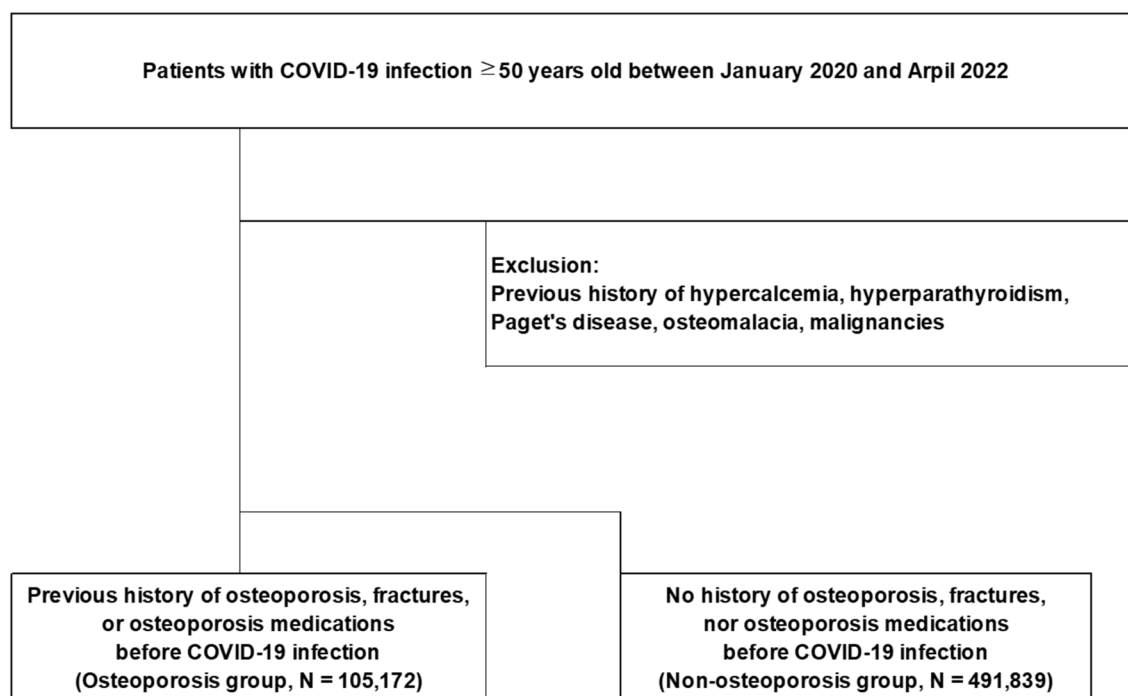 Patients with COVID-19 infection ≥50 years old between January 2020 and Arpil 2022
Exclusion:
Previous history of hypercalcemia, hyperparathyroidism,
Paget's disease, osteomalacia, malignancies
Previous history of osteoporosis, fractures,
or osteoporosis medications
before COVID-19 infection
(Osteoporosis group, N = 105,172)
No history of osteoporosis, fractures,
nor osteoporosis medications
before COVID-19 infection
(Non-osteoporosis group, N = 491,839)